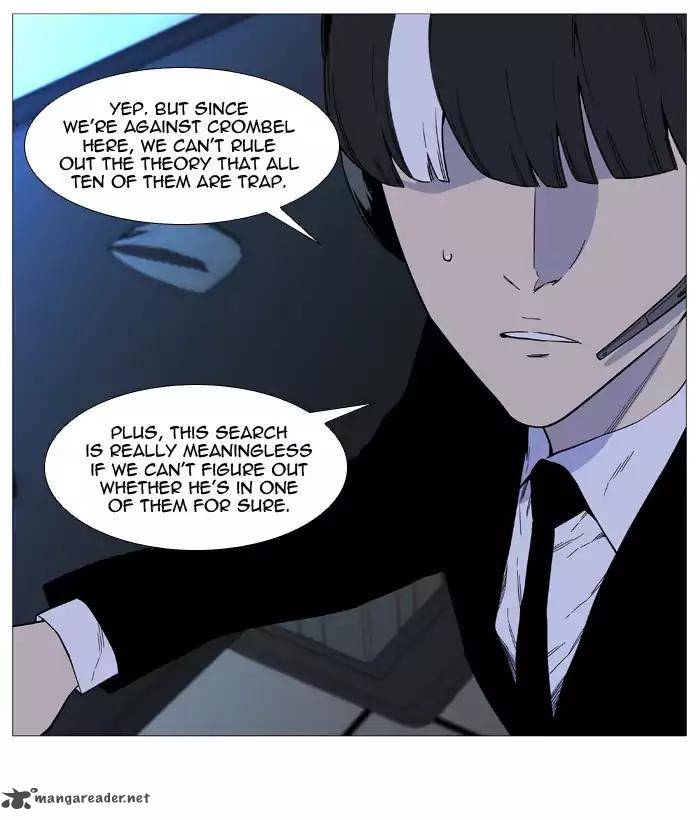 YEP. BUT SINCE
WE'RE AGAINST CROMBEL
HERE, WE CAN'T RULE
OUT THE THEORY THAT ALL
TEN OF THEM ARE TRAP.
PLUS, THIS SEARCH
IS REALLY MEANINGLESS
IF WE CAN'T FIGURE OUT
WHETHER HE'S IN ONE
OF THEM FOR SURE.
mangareader.net